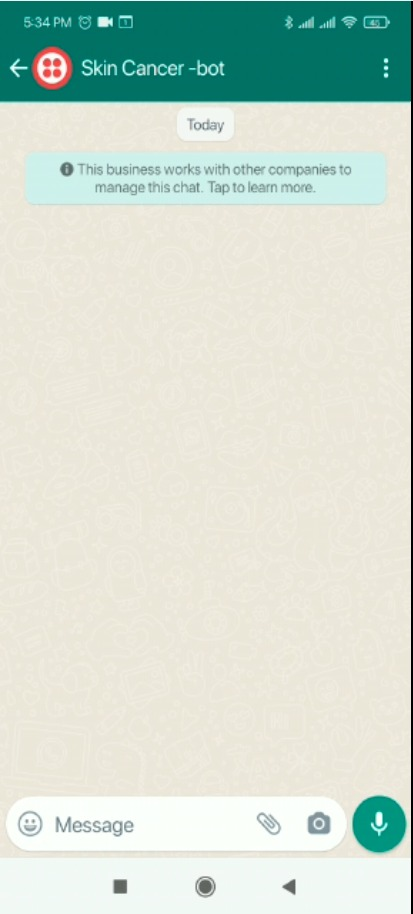 5:34 PM
Skin Cancer -bot
Today
This business works with other companies to
manage this chat. Tap to learn more.
Message